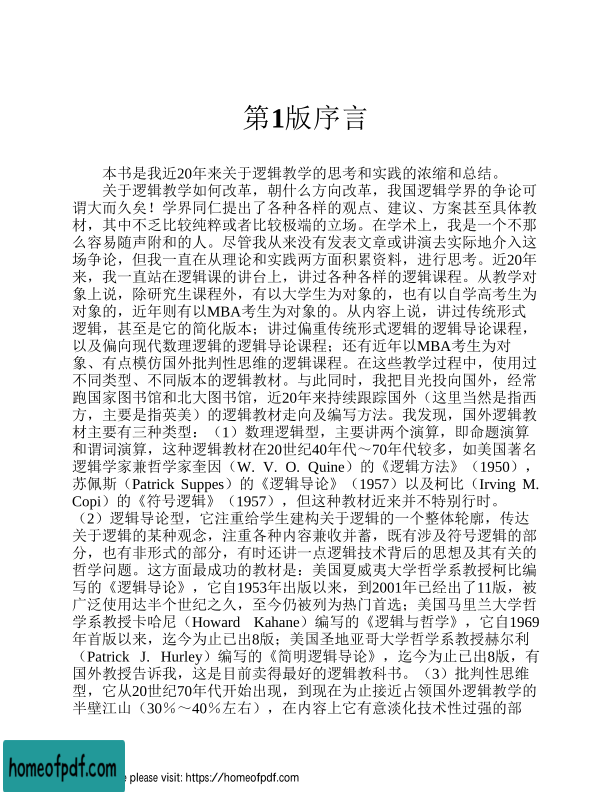 第1版序言
本书是我近20年来关于逻辑教学的思考和实践的浓缩和总结。
关于逻辑教学如何改革，朝什么方向改革，我国逻辑学界的争论可
谓大而久矣！学界同仁提出了各种各样的观点、建议、方案甚至具体教
材，其中不乏比较纯粹或者比较极端的立场。在学术上，我是一个不那
么容易随声附和的人。尽管我从来没有发表文章或讲演去实际地介入这
场争论，但我一直在从理论和实践两方面积累资料，进行思考。近20年
来，我一直站在逻辑课的讲台上，讲过各种各样的逻辑课程。从教学对
象上说，除研究生课程外，有以大学生为对象的，也有以自学高考生为
对象的，近年则有以MBA考生为对象的。从内容上说，讲过传统形式
逻辑，甚至是它的简化版本；讲过偏重传统形式逻辑的逻辑导论课程，
以及偏向现代数理逻辑的逻辑导论课程；还有近年以MBA考生为对
象、有点模仿国外批判性思维的逻辑课程。在这些教学过程中，使用过
不同类型、不同版本的逻辑教材。与此同时，我把目光投向国外，经常
跑国家图书馆和北大图书馆，近20年来持续跟踪国外（这里当然是指西
方，主要是指英美）的逻辑教材走向及编写方法。我发现，国外逻辑教
材主要有三种类型：（1）数理逻辑型，主要讲两个演算，即命题演算
和谓词演算，这种逻辑教材在20世纪40年代～70年代较多，如美国著名
逻辑学家兼哲学家奎因（W. V. O. Quine）的《逻辑方法》（1950），
苏佩斯（Patrick Suppes）的《逻辑导论》（1957）以及柯比（Irving M.
Copi）的《符号逻辑》（1957），但这种教材近来并不特别行时。
（2）逻辑导论型，它注重给学生建构关于逻辑的一个整体轮廓，传达
关于逻辑的某种观念，注重各种内容兼收并蓄，既有涉及符号逻辑的部
分，也有非形式的部分，有时还讲一点逻辑技术背后的思想及其有关的
哲学问题。这方面最成功的教材是：美国夏威夷大学哲学系教授柯比编
写的《逻辑导论》，它自1953年出版以来，到2001年已经出了11版，被
广泛使用达半个世纪之久，至今仍被列为热门首选；美国马里兰大学哲
学系教授卡哈尼（Howard Kahane）编写的《逻辑与哲学》，它自1969
年首版以来，迄今为止已出8版；美国圣地亚哥大学哲学系教授赫尔利
（Patrick J. Hurley）编写的《简明逻辑导论》，迄今为止已出8版，有
国外教授告诉我，这是目前卖得最好的逻辑教科书。（3）批判性思维
型，它从20世纪70年代开始出现，到现在为止接近占领国外逻辑教学的
半壁江山（30％～40％左右），在内容上它有意淡化技术性过强的部
homeofpdf.com
e please visit: https://homeofpdf.com